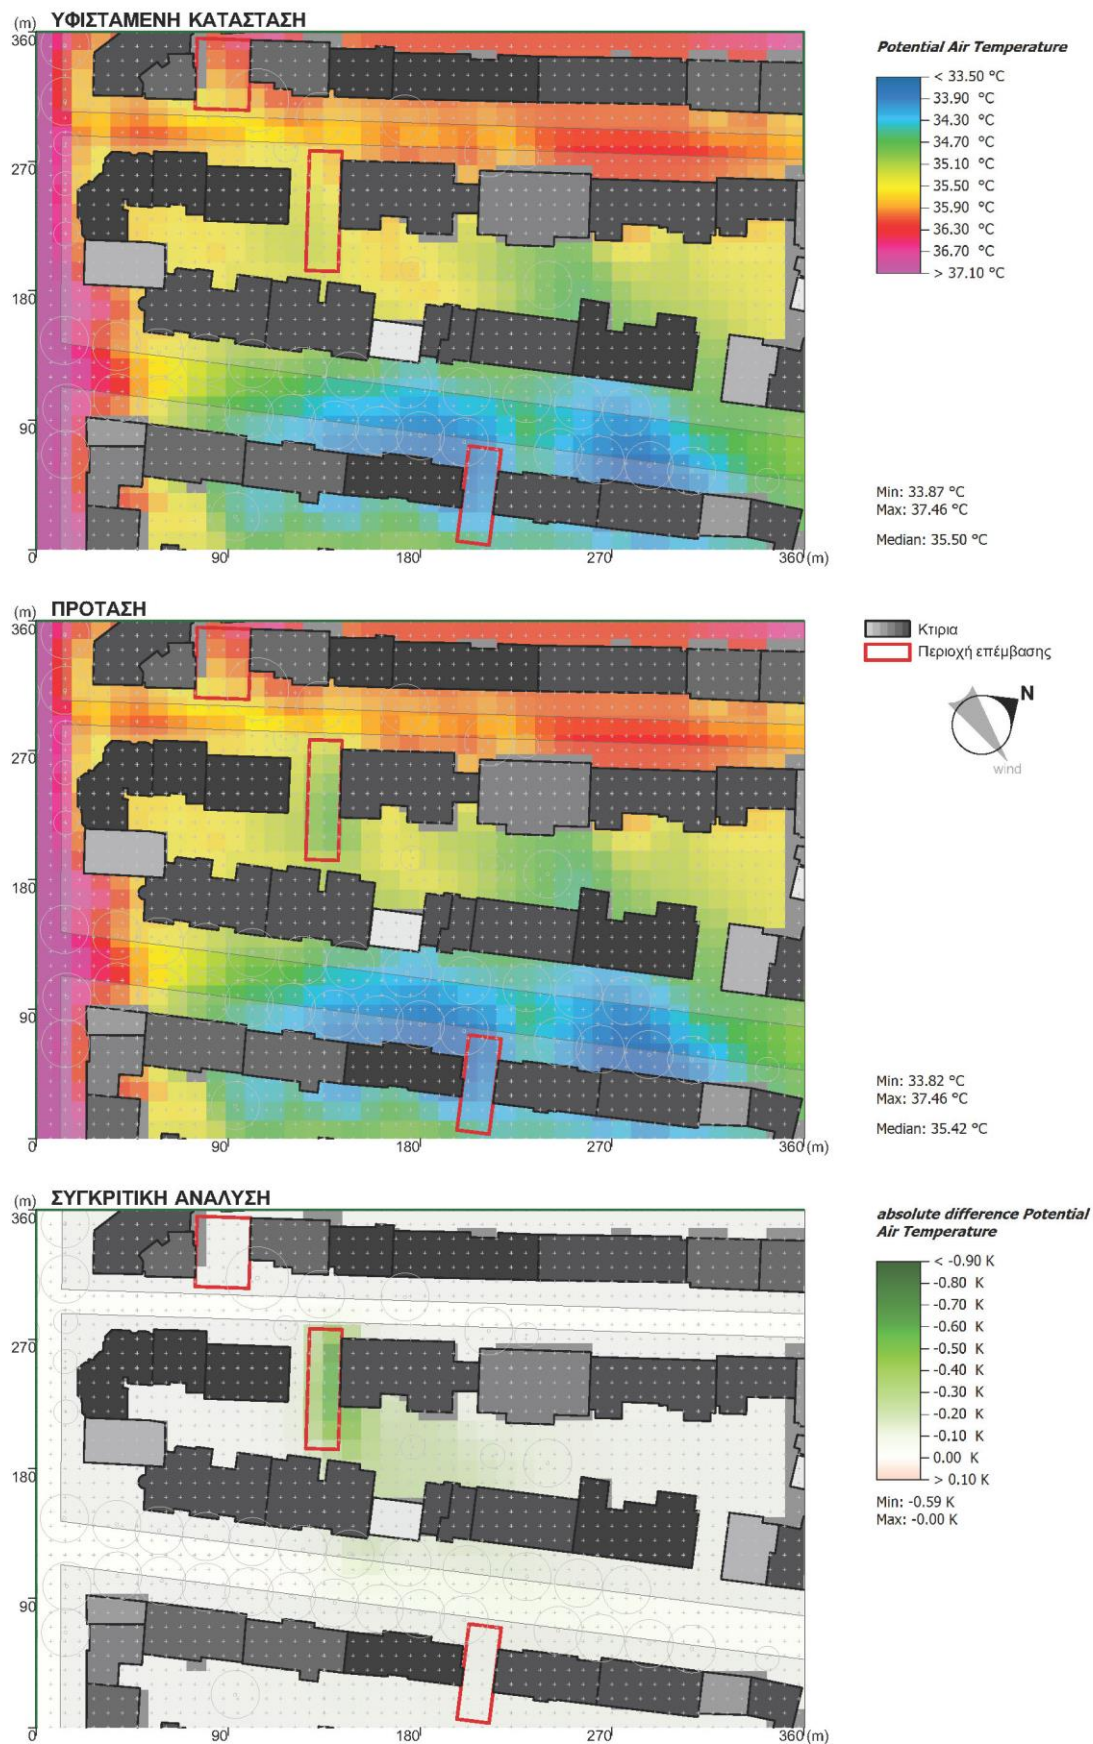 (m) ΥΦΙΣΤΑΜΕΝΗ ΚΑΤΑΣΤΑΣΗ
360
270
180
90
0
90
180
270
360 (m)
Potential Air Temperature
< 33.50 °C
33.90 °C
34.30 °C
34.70 °C
35.10 °C
35.50 °C
35.90 °C
36.30 °C
36.70 °C
> 37.10 °C
Min: 33.87 °C
Max: 37.46 °C
Median: 35.50 °C
(m) ΠΡΟΤΑΣΗ
360
270
180
90
0
90
180
270
360 (m)
Κτιρια
Περιοχή επέμβασης
N
wind
Min: 33.82 °C
Max: 37.46 °C
Median: 35.42 °C
(m) ΣΥΓΚΡΙΤΙΚΗ ΑΝΑΛΥΣΗ
360
270
180
90
0
90
180
270
360 (m)
absolute difference Potential
Air Temperature
< -0.90 K
-0.80 K
-0.70 K
-0.60 K
-0.50 K
-0.40 K
-0.30 K
-0.20 K
-0.10 K
0.00 K
> 0.10 K
Min: -0.59 K
Max: -0.00 K